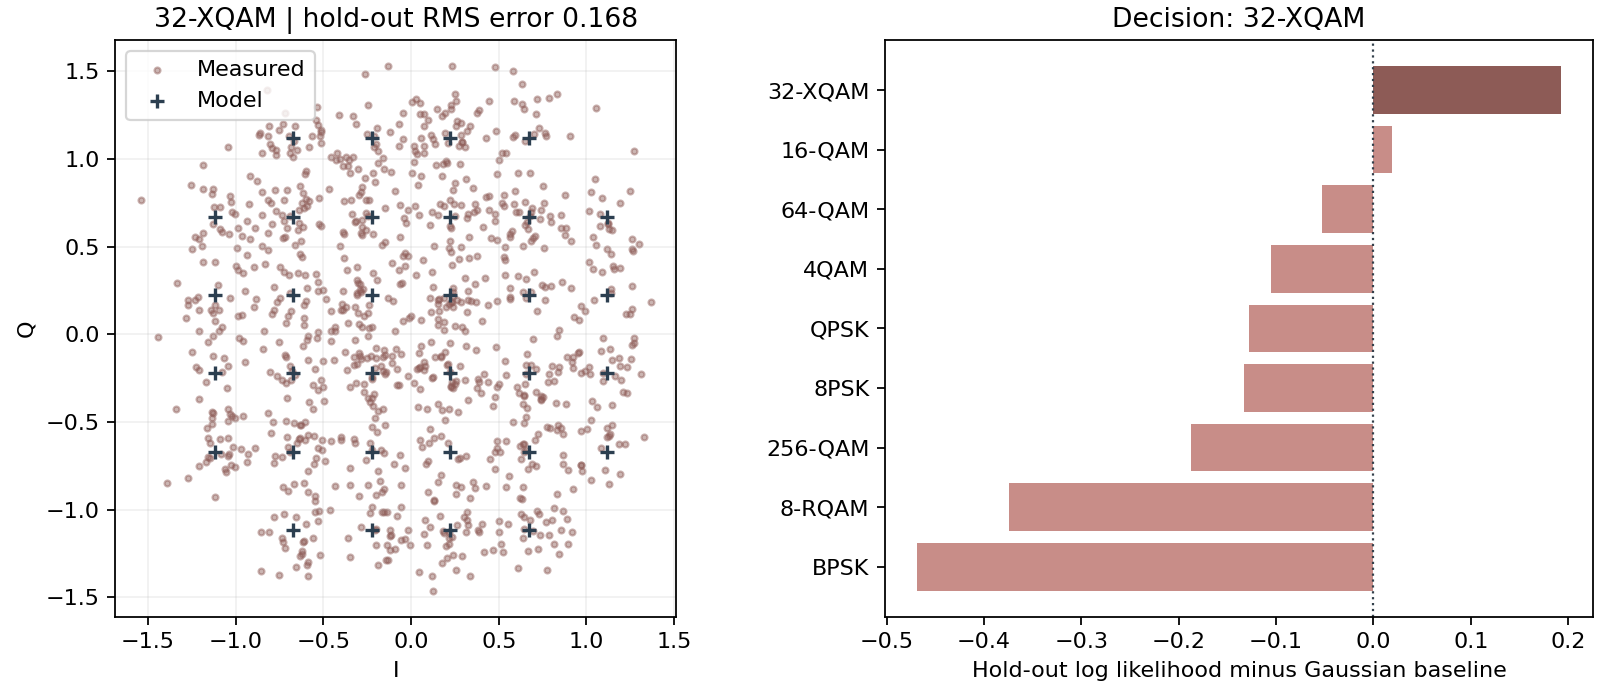 32-XQAM | hold-out RMS error 0.168
Measured
Model
1.5
1.0
0.5
0.0
−0.5
−1.0
−1.5
Q
−1.5 −1.0 −0.5 0.0 0.5 1.0 1.5
I
Decision: 32-XQAM
32-XQAM
16-QAM
64-QAM
4QAM
QPSK
8PSK
256-QAM
8-RQAM
BPSK
−0.5 −0.4 −0.3 −0.2 −0.1 0.0 0.1 0.2
Hold-out log likelihood minus Gaussian baseline